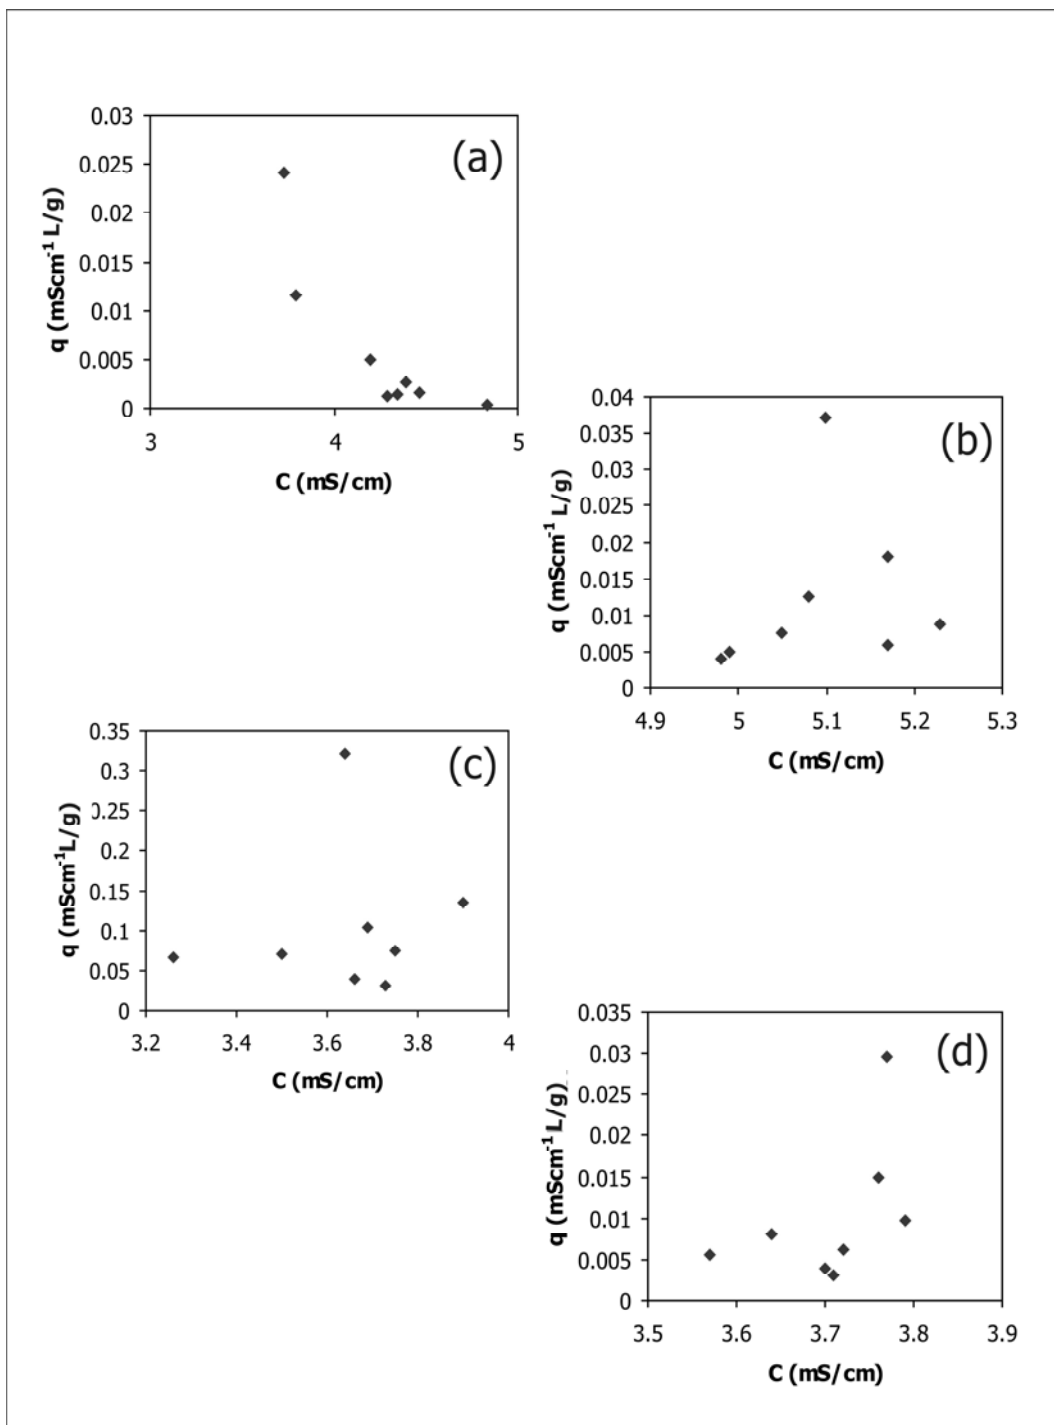 (a)
0.03
0.025
0.02
0.015
0.01
0.005
0
3 4 5
q (mScm-1 L/g)
C (mS/cm)
(b)
0.04
0.035
0.03
0.025
0.02
0.015
0.01
0.005
0
4.9 5 5.1 5.2 5.3
q (mScm-1 L/g)
C (mS/cm)
(c)
0.35
0.3
0.25
0.2
0.15
0.1
0.05
0
3.2 3.4 3.6 3.8 4
q (mScm-1L/g)
C (mS/cm)
(d)
0.035
0.03
0.025
0.02
0.015
0.01
0.005
0
3.5 3.6 3.7 3.8 3.9
q (mScm-1 L/g)
C (mS/cm)